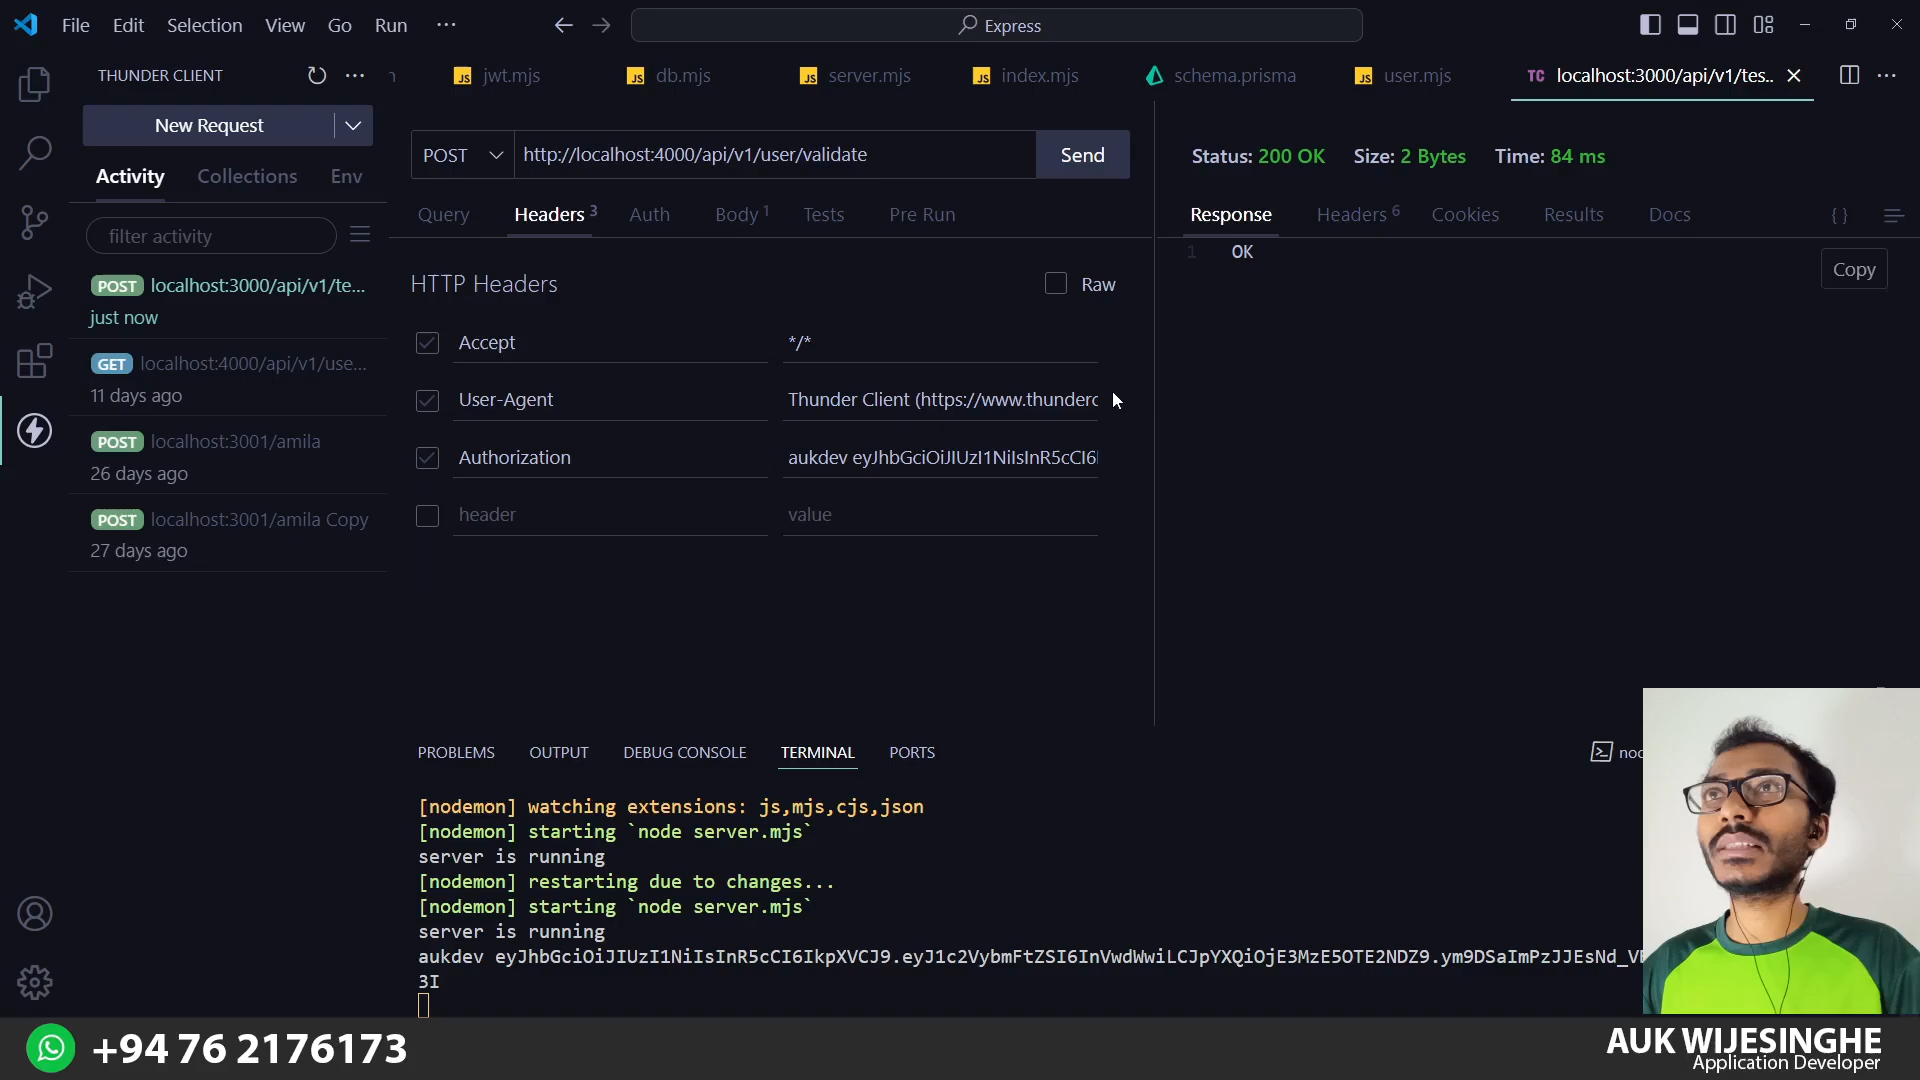 File Edit Selection View Go Run ...
Express
THUNDER CLIENT
jwt.mjs
db.mjs
server.mjs
index.mjs
schema.prisma
user.mjs
TC localhost:3000/api/v1/tes..
New Request
Activity Collections Env
filter activity
POST localhost:3000/api/v1/te...
just now
GET localhost:4000/api/v1/use...
11 days ago
POST localhost:3001/amila
26 days ago
POST localhost:3001/amila Copy
27 days ago
POST http://localhost:4000/api/v1/user/validate Send
Query Headers 3 Auth Body 1 Tests Pre Run
HTTP Headers
Raw
Accept */*
User-Agent Thunder Client (https://www.thunderc
Authorization
header value
Status: 200 OK Size: 2 Bytes Time: 84 ms
Response Headers 6 Cookies Results Docs { }
1 OK
Copy
PROBLEMS OUTPUT DEBUG CONSOLE TERMINAL PORTS
[nodemon] watching extensions: js,mjs,cjs,json
[nodemon] starting `node server.mjs`
server is running
[nodemon] restarting due to changes...
[nodemon] starting `node server.mjs`
server is running
aukdev
3I
+94 76 2176173
AUK WIJESINGHE
Application Developer